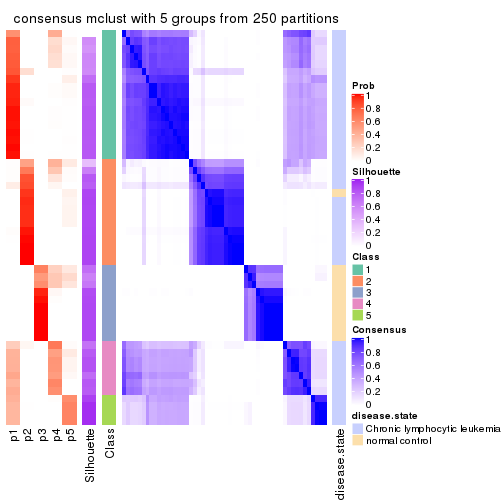 consensus mclust with 5 groups from 250 partitions
Prob
1
0.8
0.6
0.4
0.2
0
Silhouette
1
0.8
0.6
0.4
0.2
0
Class
1
2
3
4
5
Consensus
1
0.8
0.6
0.4
0.2
0
disease.state
Chronic lymphocytic leukemia
normal control
p1
p2
p3
p4
p5
Silhouette
Class
disease.state